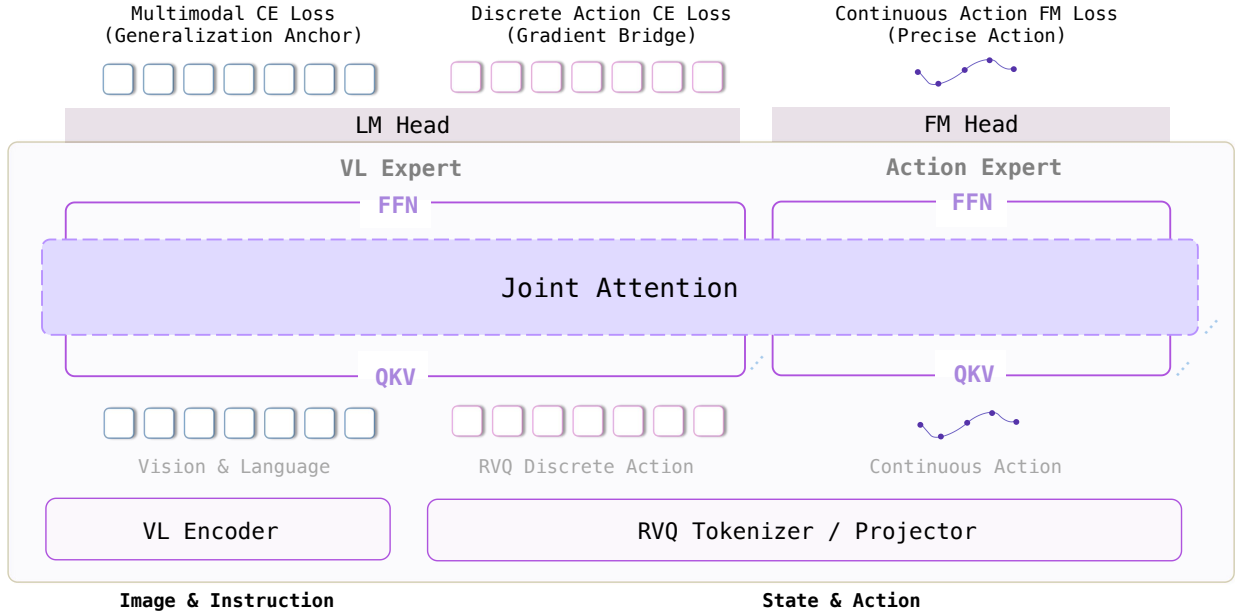 Multimodal CE Loss
(Generalization Anchor)
Discrete Action CE Loss
(Gradient Bridge)
Continuous Action FM Loss
(Precise Action)
LM Head
FM Head
VL Expert
Action Expert
FFN
FFN
Joint Attention
QKV
QKV
Vision & Language
RVQ Discrete Action
Continuous Action
VL Encoder
RVQ Tokenizer / Projector
Image & Instruction
State & Action